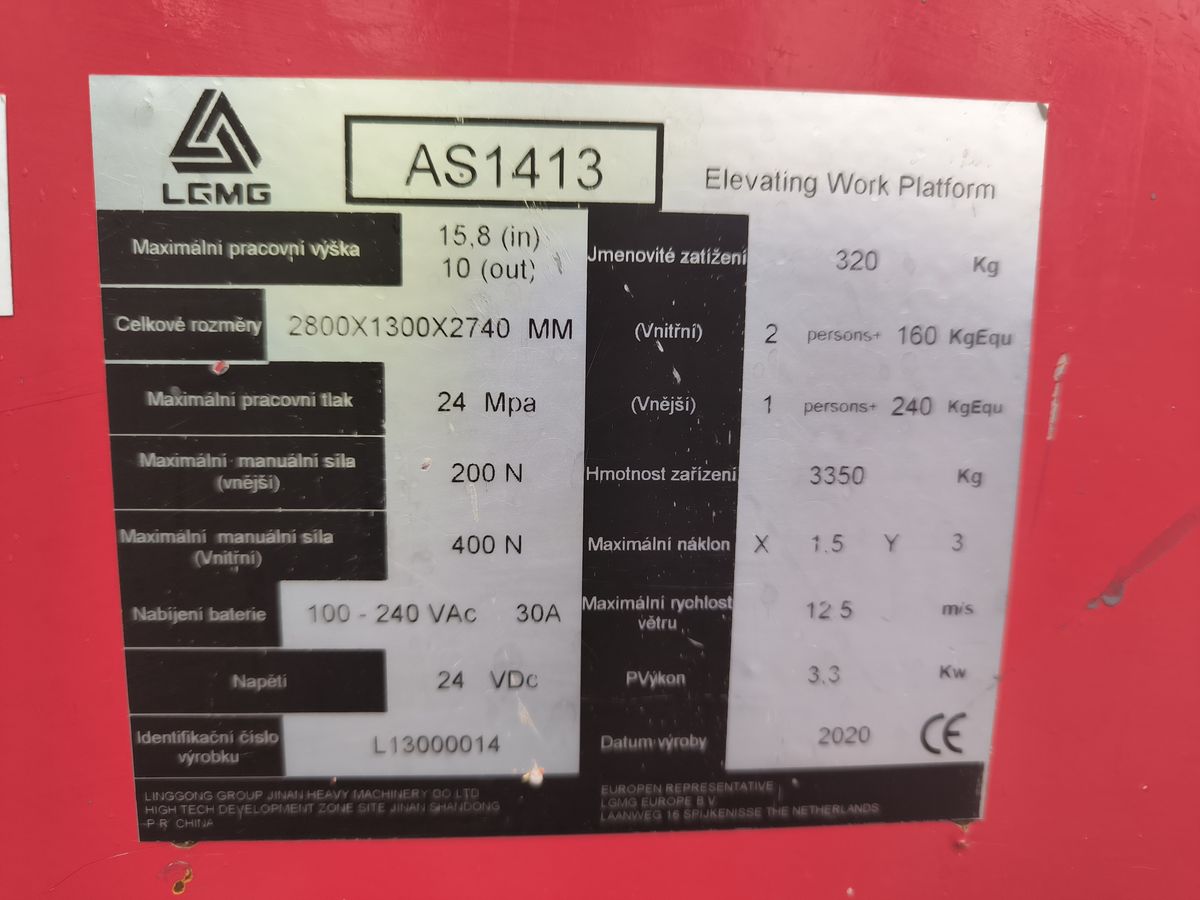 LGMG
AS1413
Elevating Work Platform
Maximální pracovní výška
15,8 (in)
10 (out)
Celkové rozměry 2800X1300X2740 MM
Maximální pracovní tlak 24 Mpa
Maximální manuální síla
(vnější)
200 N
Maximální manuální síla
(Vnitřní)
400 N
Nabíjení baterie 100 - 240 VAc 30A
Napětí 24 VDc
Identifikační číslo
výrobku
L13000014
Jmenovité zatížení 320 Kg
(Vnitřní) 2 persons+ 160 KgEqu
(Vnější) 1 persons+ 240 KgEqu
Hmotnost zařízení 3350 Kg
Maximální náklon X 1.5 Y 3
Maximální rychlost
větru
12 5 m/s
PVýkon 3.3 Kw
Datum výroby 2020 CE
LINGGONG GROUP JINAN HEAVY MACHINERY CO LTD
HIGH TECH DEVELOPMENT ZONE SITE JINAN SHANDONG
P R CHINA
EUROPEN REPRESENTATIVE
LGMG EUROPE B.V.
LAANWEG 16 SPIJKENISSE THE NETHERLANDS